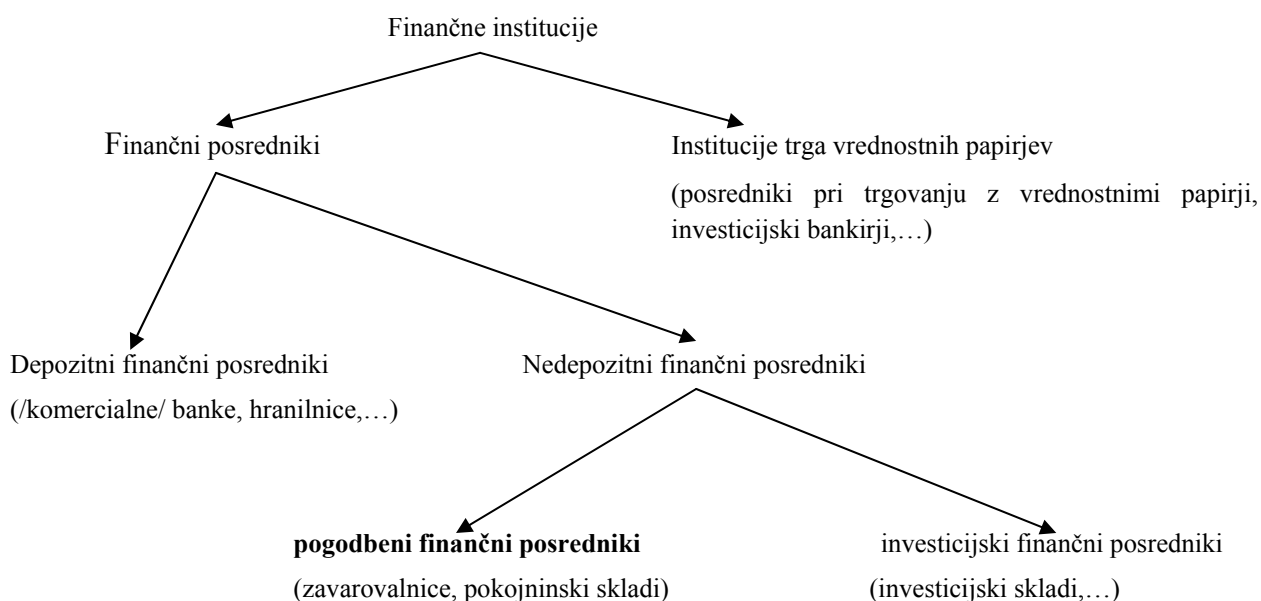 Finančne institucije
Finančni posredniki
Institucije trga vrednostnih papirjev
(posredniki pri trgovanju z vrednostnimi papirji,
investicijski bankirji,…)
Depozitni finančni posredniki
(/komercialne/ banke, hranilnice,…)
Nedepozitni finančni posredniki
pogodbeni finančni posredniki
(zavarovalnice, pokojninski skladi)
investicijski finančni posredniki
(investicijski skladi,…)